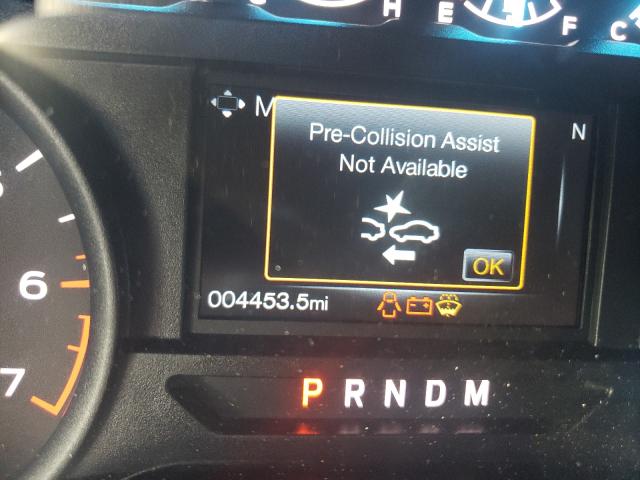 H E F C
M
N
Pre-Collision Assist
Not Available
OK
004453.5mi
6
7
P R N D M